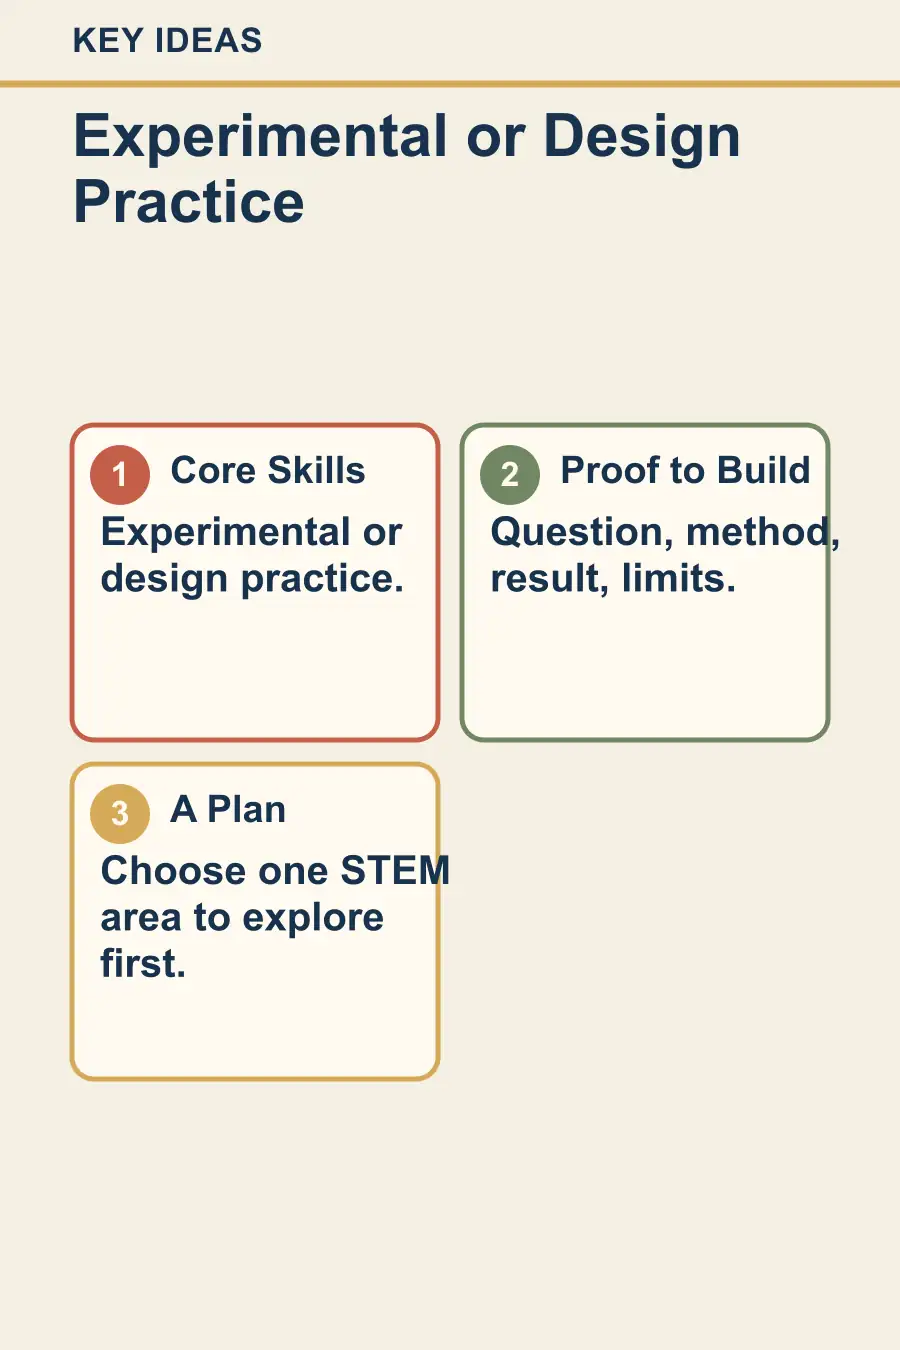 KEY IDEAS
Experimental or Design
Practice
1 Core Skills
Experimental or
design practice.
2 Proof to Build
Question, method,
result, limits.
3 A Plan
Choose one STEM
area to explore
first.